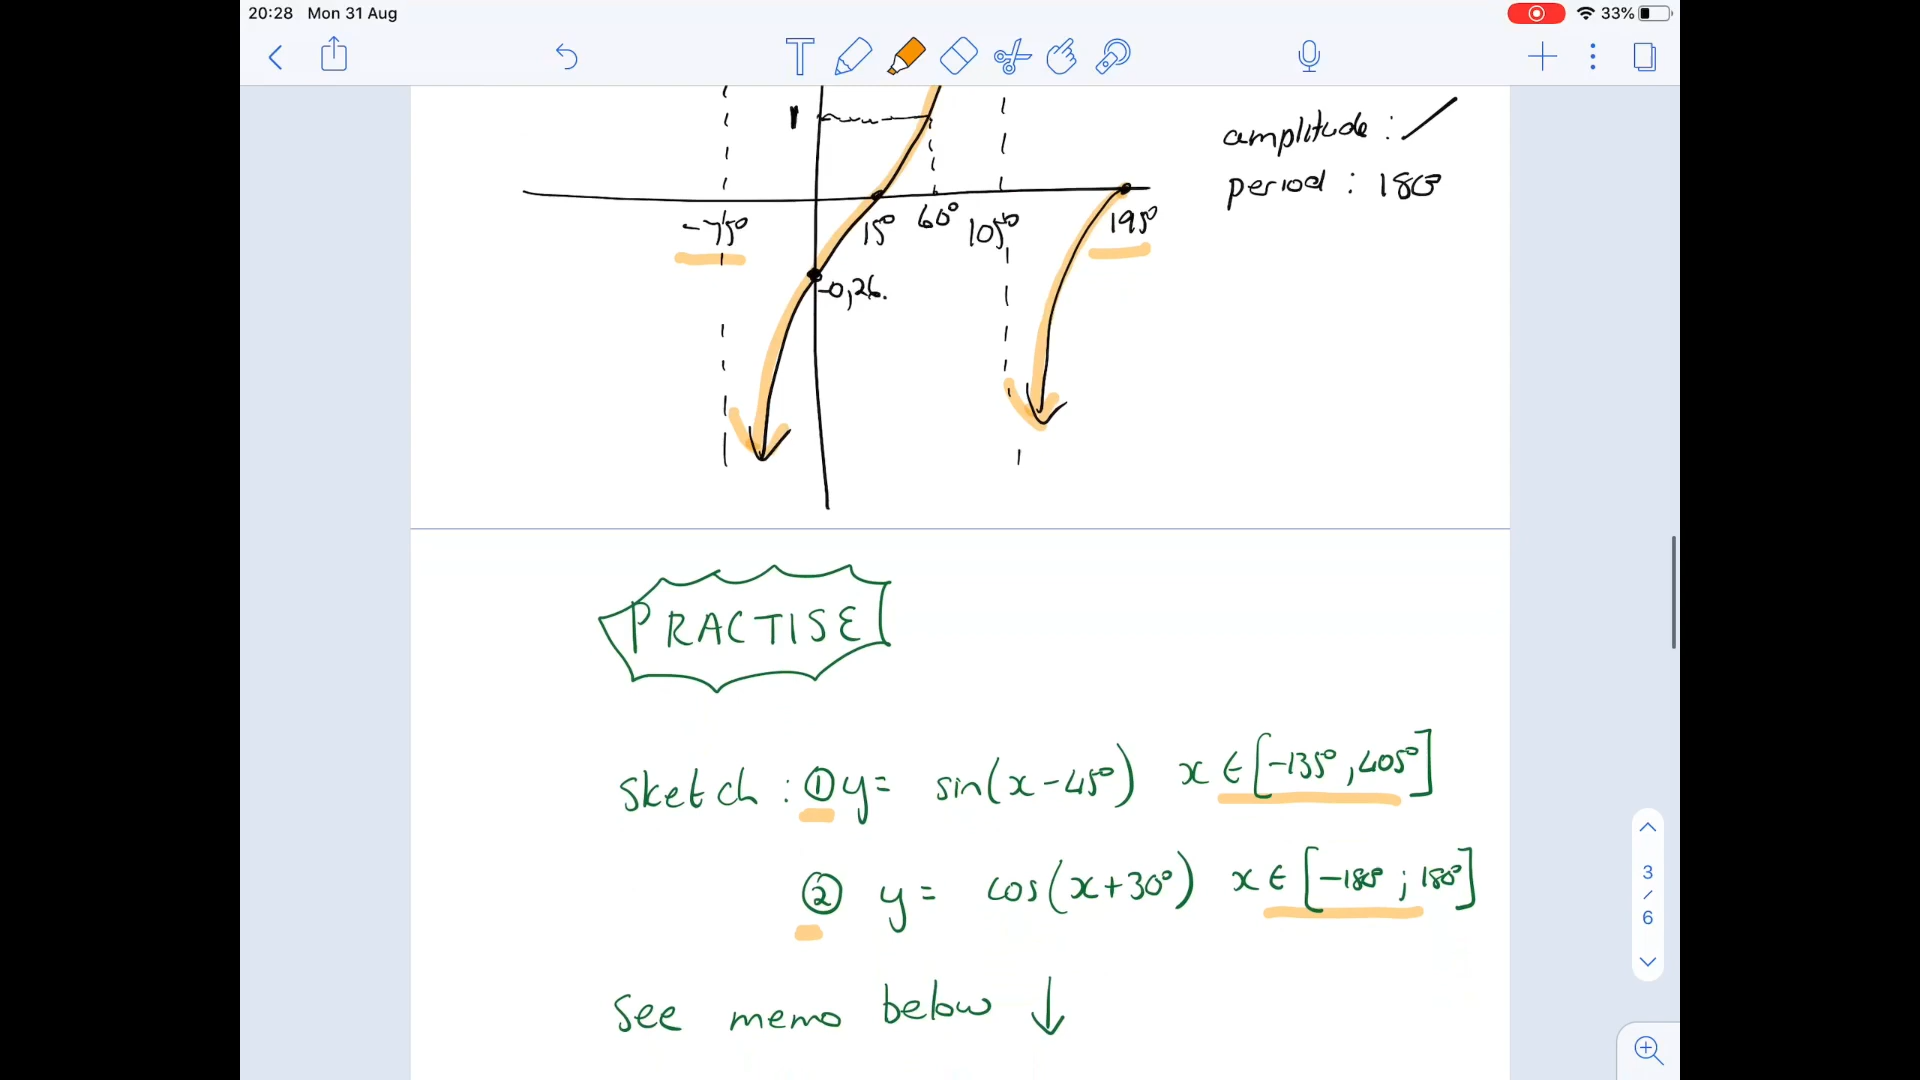 20:28 Mon 31 Aug 33%
T
1
amplitude : /
period : 180°
-75° 15° 60° 105° 195°
-0,26.
PRACTISE
Sketch : ① y = sin(x-45°) x ∈ [-135°, 405°]
② y = cos(x+30°) x ∈ [-180° ; 180°]
See memo below ↓
3
/
6